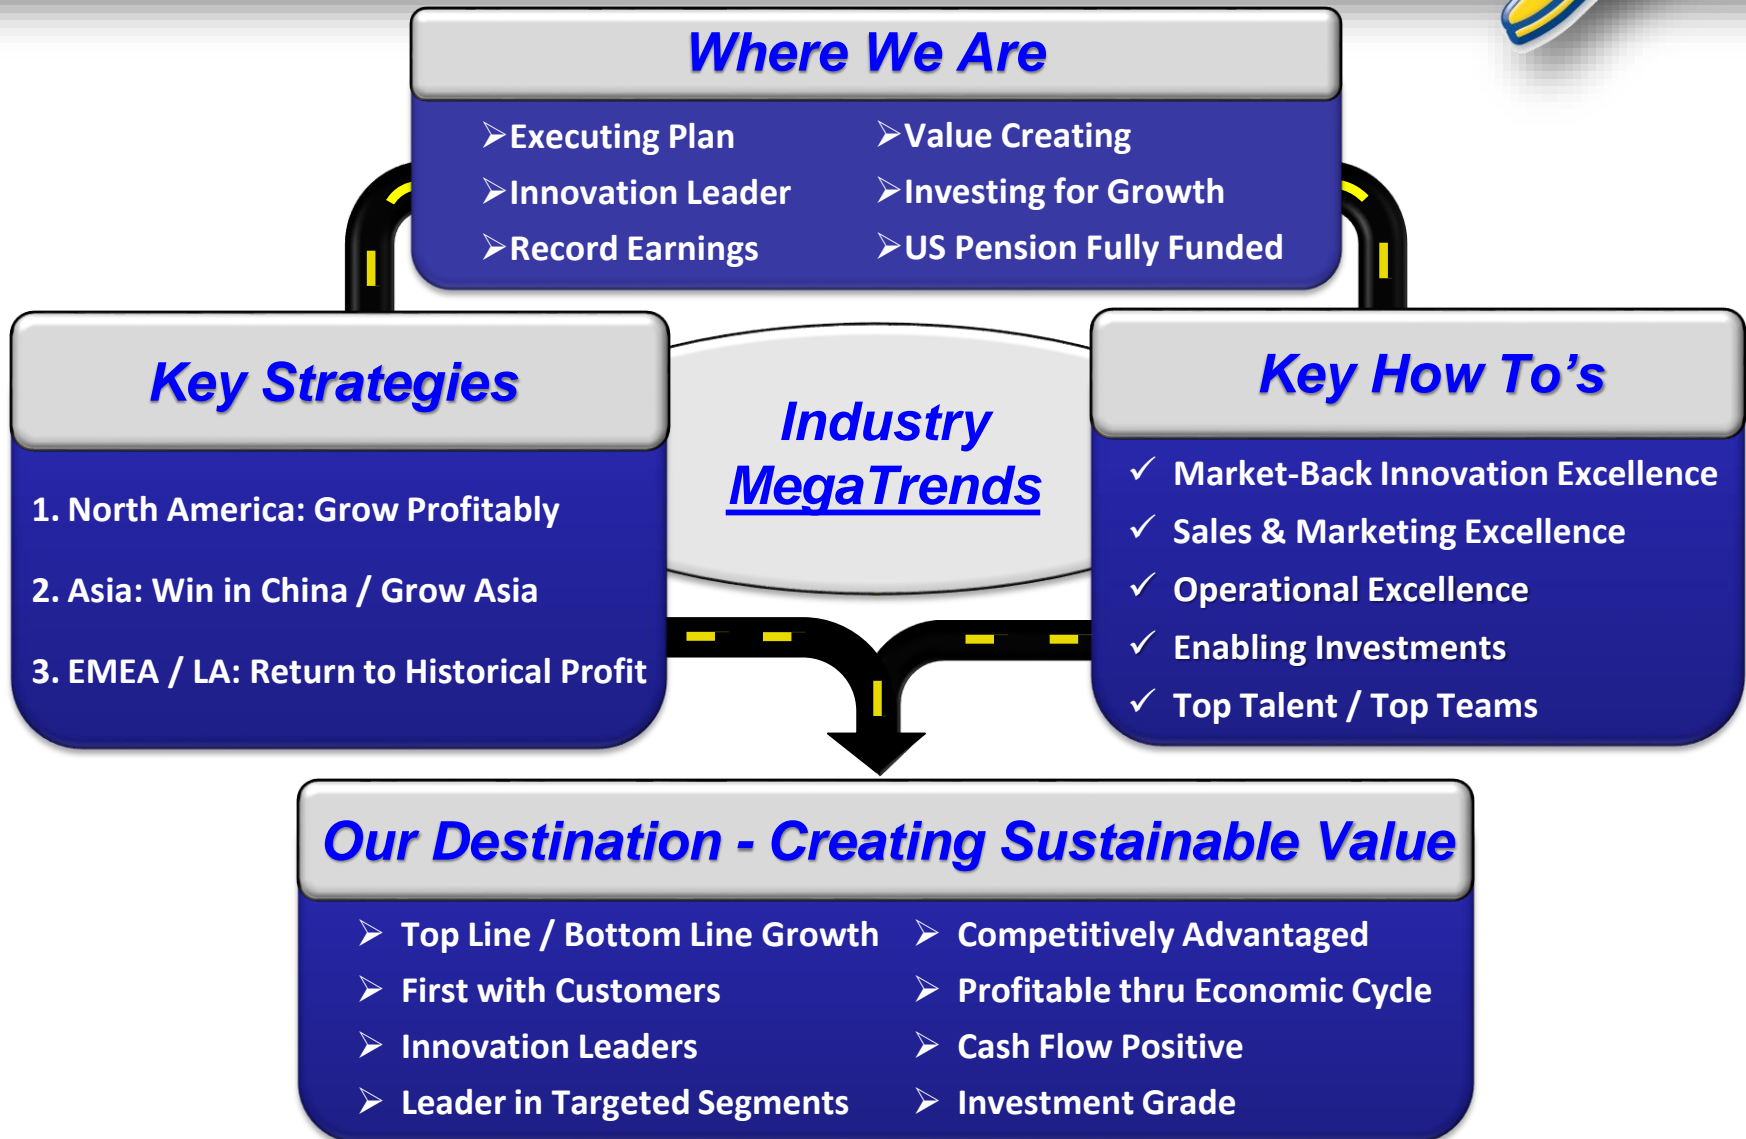 Where We Are
➢Executing Plan
➢Innovation Leader
➢Record Earnings
➢Value Creating
➢Investing for Growth
➢US Pension Fully Funded
Key Strategies
1. North America: Grow Profitably
2. Asia: Win in China / Grow Asia
3. EMEA / LA: Return to Historical Profit
Industry
MegaTrends
Key How To’s
✓ Market-Back Innovation Excellence
✓ Sales & Marketing Excellence
✓ Operational Excellence
✓ Enabling Investments
✓ Top Talent / Top Teams
Our Destination - Creating Sustainable Value
➢ Top Line / Bottom Line Growth
➢ First with Customers
➢ Innovation Leaders
➢ Leader in Targeted Segments
➢ Competitively Advantaged
➢ Profitable thru Economic Cycle
➢ Cash Flow Positive
➢ Investment Grade